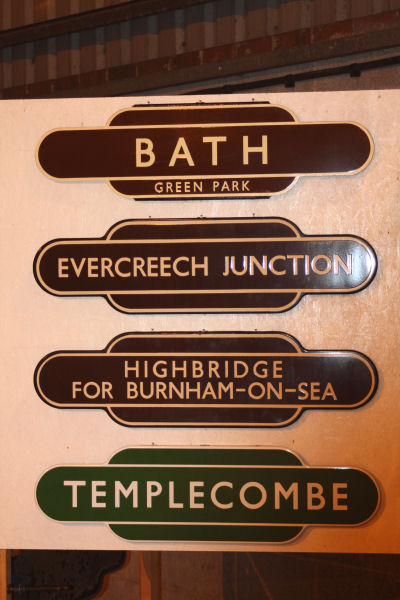 BATH
GREEN PARK
EVERCREECH JUNCTION
HIGHBRIDGE
FOR BURNHAM-ON-SEA
TEMPLECOMBE